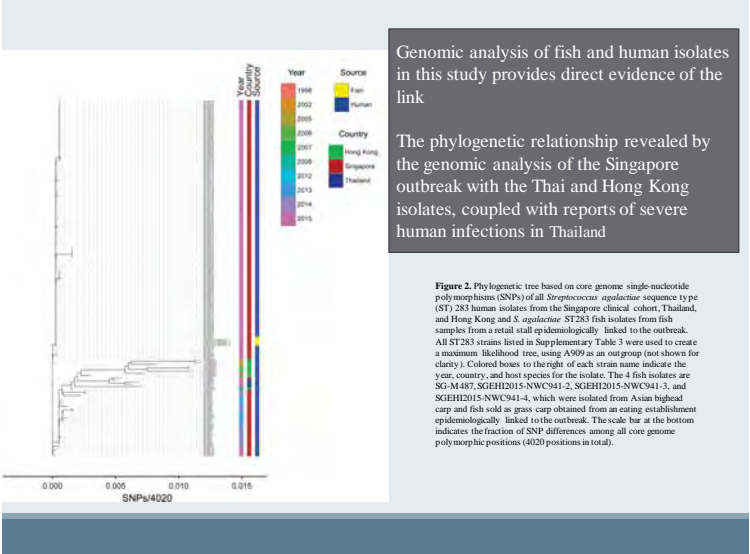 Year
Country
Source
Year
1998
2002
2005
2006
2007
2008
2012
2013
2014
2015
Source
Fish
Human
Country
Hong Kong
Singapore
Thailand
0.000 0.005 0.010 0.015
SNPs/4020
Genomic analysis of fish and human isolates
in this study provides direct evidence of the
link
The phylogenetic relationship revealed by
the genomic analysis of the Singapore
outbreak with the Thai and Hong Kong
isolates, coupled with reports of severe
human infections in Thailand
Figure 2. Phylogenetic tree based on core genome single-nucleotide
polymorphisms (SNPs) of all Streptococcus agalactiae sequence type
(ST) 283 human isolates from the Singapore clinical cohort, Thailand,
and Hong Kong and S. agalactiae ST283 fish isolates from fish
samples from a retail stall epidemiologically linked to the outbreak.
All ST283 strains listed in Supplementary Table 3 were used to create
a maximum likelihood tree, using A909 as an outgroup (not shown for
clarity). Colored boxes to the right of each strain name indicate the
year, country, and host species for the isolate. The 4 fish isolates are
SG-M487, SGEHI2015-NWC941-2, SGEHI2015-NWC941-3, and
SGEHI2015-NWC941-4, which were isolated from Asian bighead
carp and fish sold as grass carp obtained from an eating establishment
epidemiologically linked to the outbreak. The scale bar at the bottom
indicates the fraction of SNP differences among all core genome
polymorphic positions (4020 positions in total).